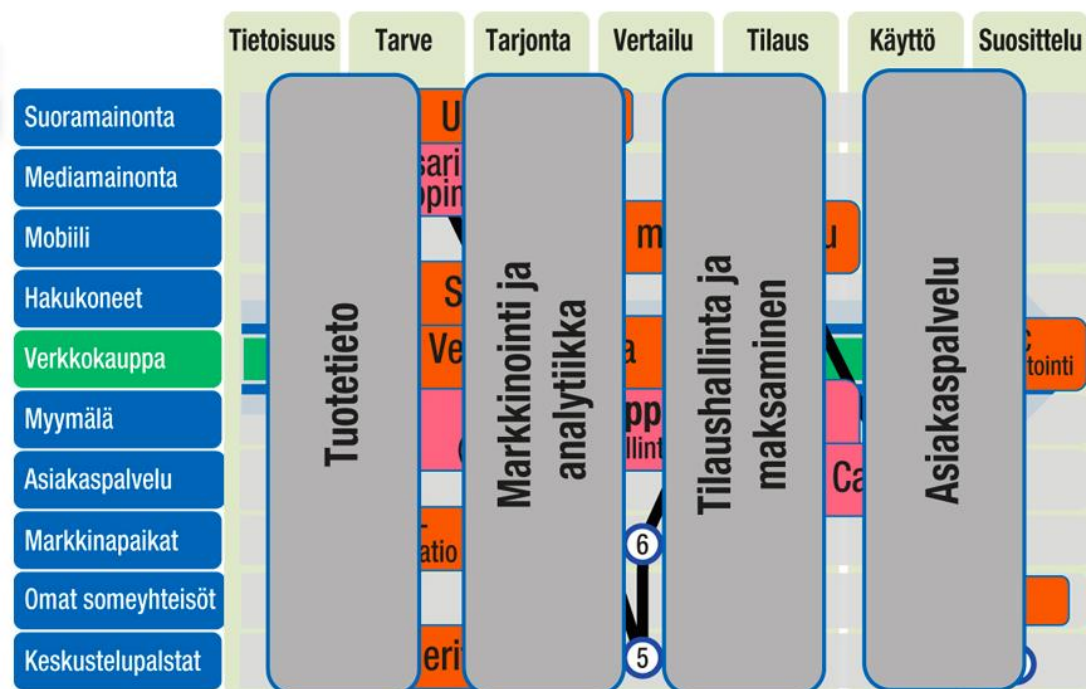 Tietoisuus Tarve Tarjonta Vertailu Tilaus Käyttö Suosittelu
Suoramainonta
Mediamainonta
Mobiili
Hakukoneet
Verkkokauppa
Myymälä
Asiakaspalvelu
Markkinapaikat
Omat someyhteisöt
Keskustelupalstat
Tuotetieto
Markkinointi ja
analytiikka
Tilaushallinta ja
maksaminen
Asiakaspalvelu
6
5